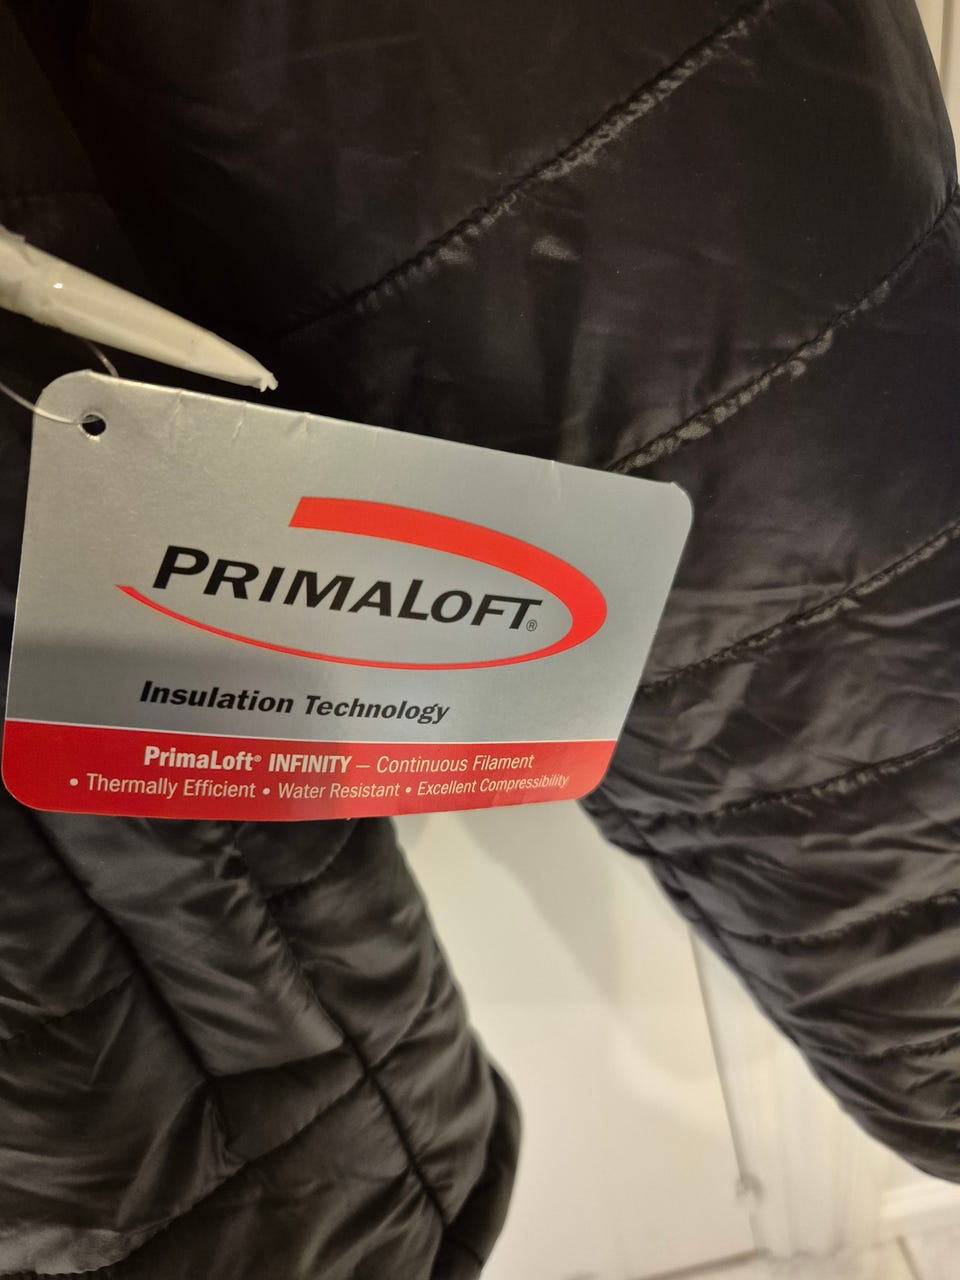 PRIMALOFT®
Insulation Technology
PrimaLoft® INFINITY — Continuous Filament
• Thermally Efficient • Water Resistant • Excellent Compressibility